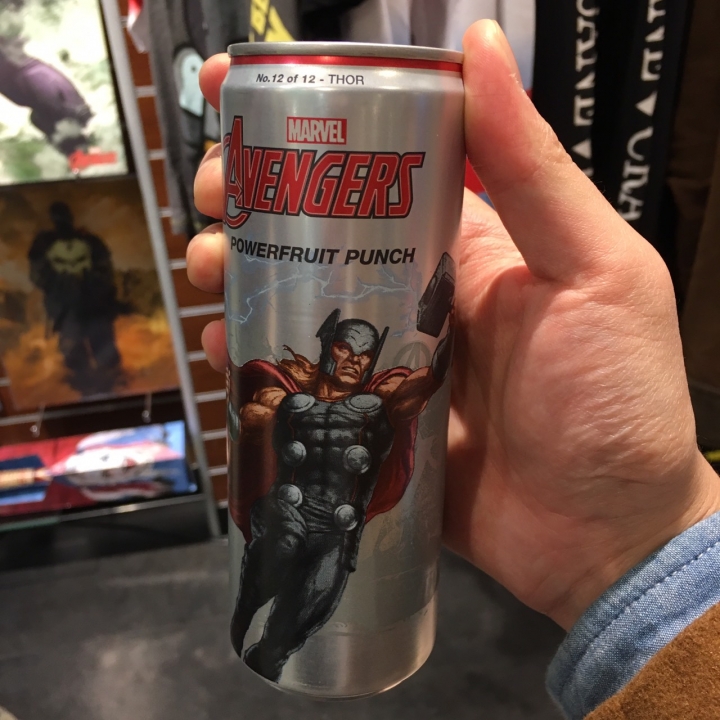 No.12 of 12 - THOR
MARVEL
AVENGERS
POWERFRUIT PUNCH